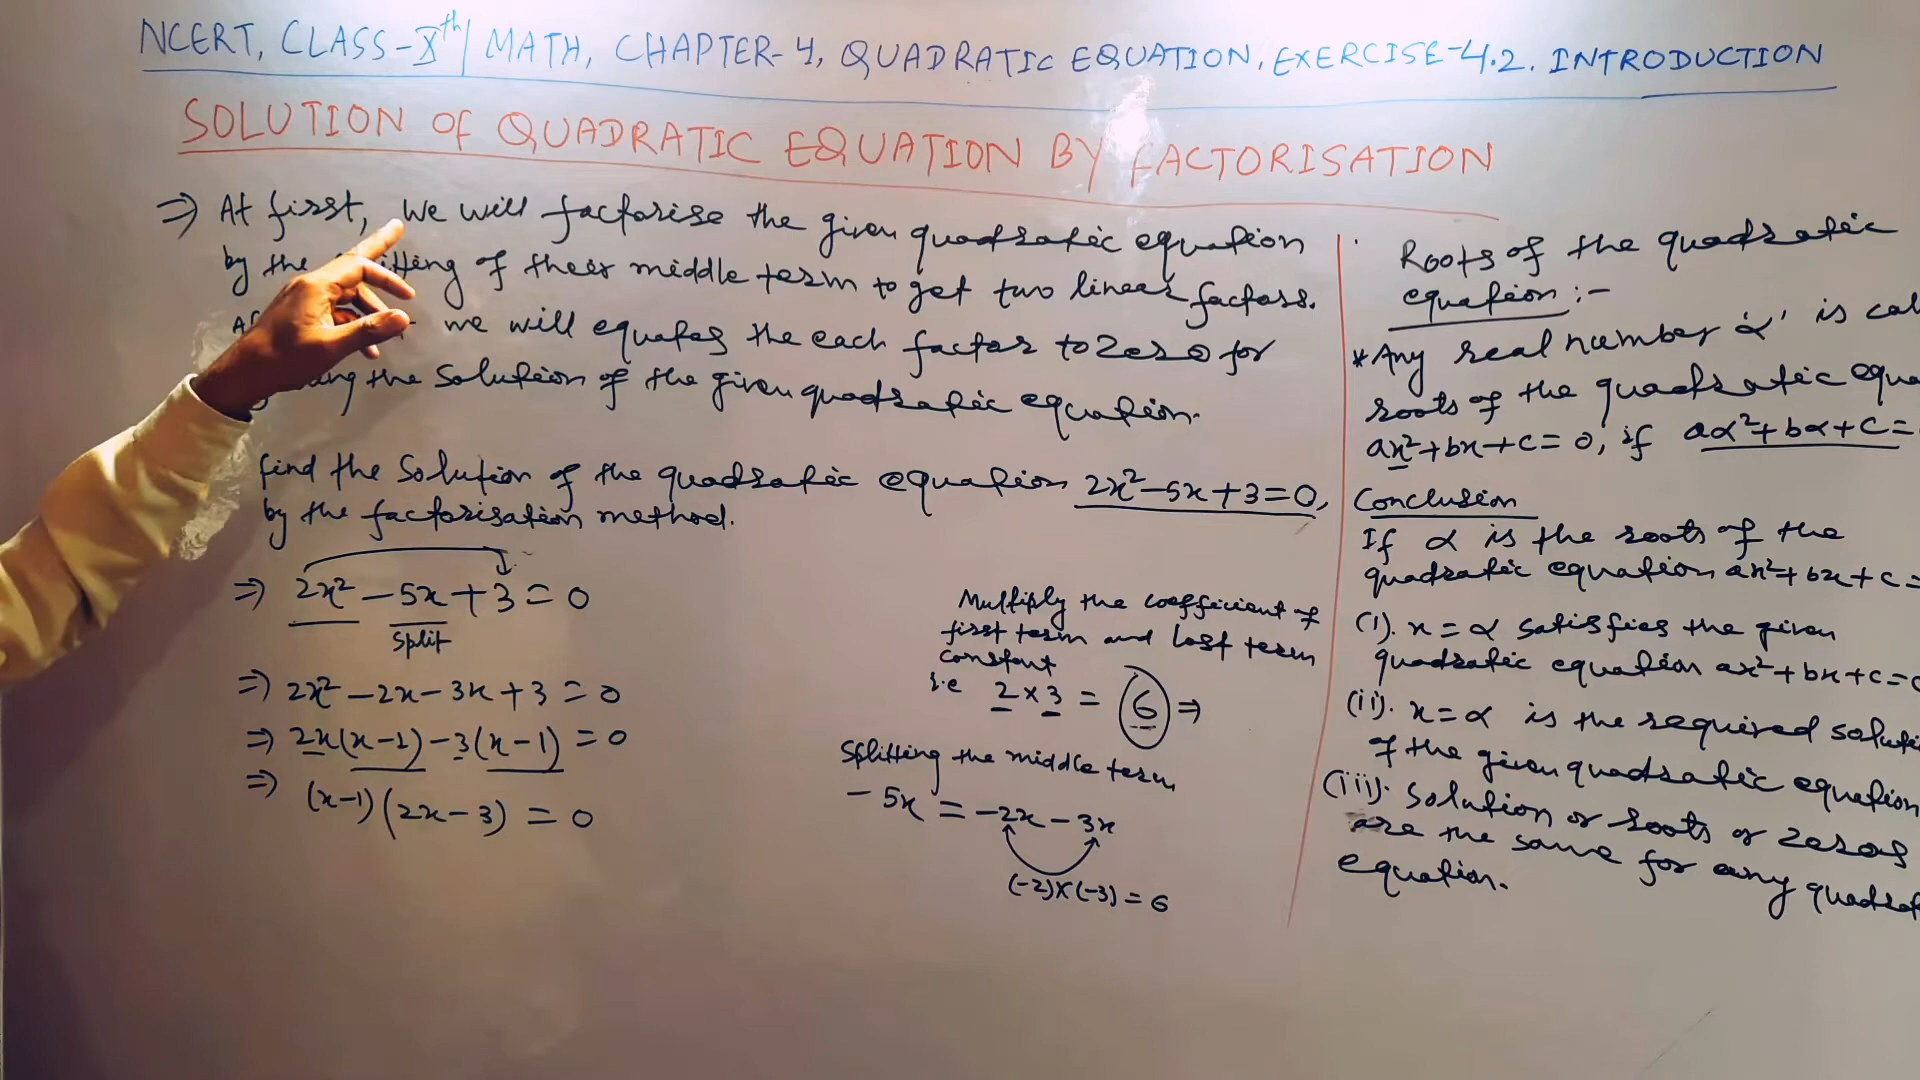 NCERT, CLASS-Xth/ MATH, CHAPTER-4, QUADRATIC EQUATION, EXERCISE-4.2. INTRODUCTION
SOLUTION OF QUADRATIC EQUATION BY FACTORISATION
⇒ At first, we will factorise the given quadratic equation
by the splitting of their middle term to get two linear factors.
we will equates the each factor to zero for
the solution of the given quadratic equation.
find the solution of the quadratic equation 2x²-5x+3=0,
by the factorisation method.
⇒ 2x² - 5x + 3 = 0
split
⇒ 2x² - 2x - 3x + 3 = 0
⇒ 2x(x-1) - 3(x-1) = 0
⇒ (x-1)(2x-3) = 0
Multiply the coefficient of
first term and last term
constant
i.e 2 × 3 = 6 ⇒
Splitting the middle term
- 5x = -2x - 3x
(-2)×(-3) = 6
Roots of the quadratic
equation :-
*Any real number 'α' is cal
roots of the quadratic equa
ax²+bx+c=0, if aα²+bα+c=
Conclusion
If α is the roots of the
quadratic equation ax²+bx+c=
(i). x=α satisfies the given
quadratic equation ax²+bx+c=0
(ii). x=α is the required soluti
of the given quadratic equation
(iii). Solution or roots or zeros
are the same for any quadrat
equation.